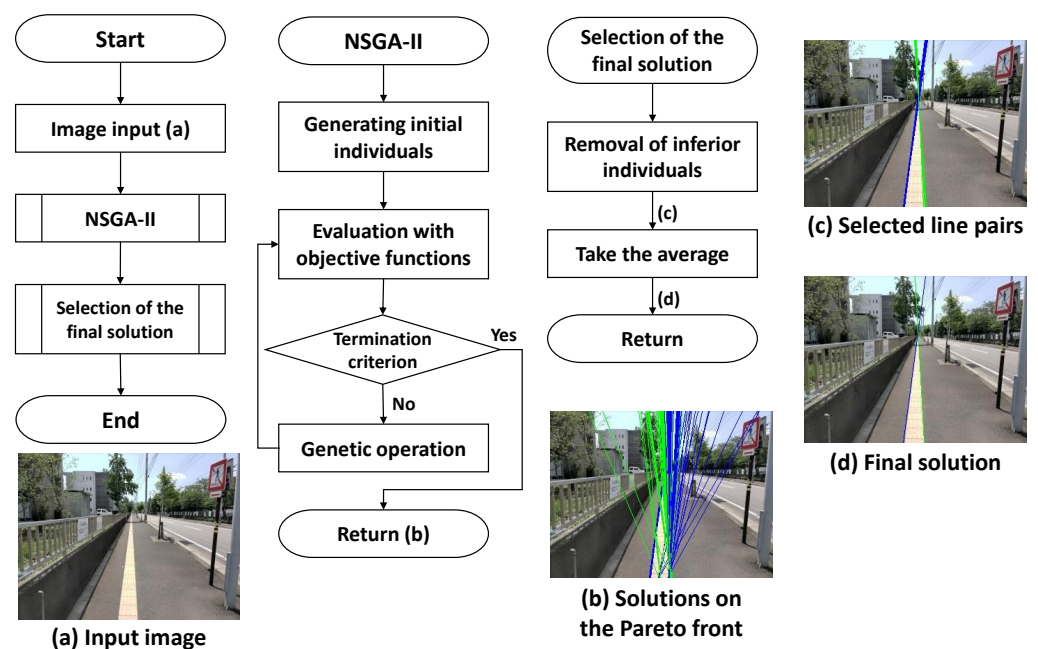 Start
Image input (a)
NSGA-II
Selection of the
final solution
End
(a) Input image
NSGA-II
Generating initial
individuals
Evaluation with
objective functions
Termination
criterion
Yes
No
Genetic operation
Return (b)
Selection of the
final solution
Removal of inferior
individuals
(c)
Take the average
(d)
Return
(b) Solutions on
the Pareto front
(c) Selected line pairs
(d) Final solution